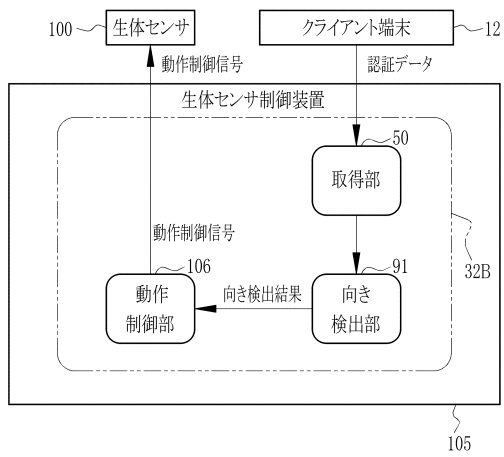 100
生体センサ
クライアント端末
12
動作制御信号
認証データ
生体センサ制御装置
50
取得部
動作制御信号
32B
106
91
動作
制御部
向き検出結果
向き
検出部
105